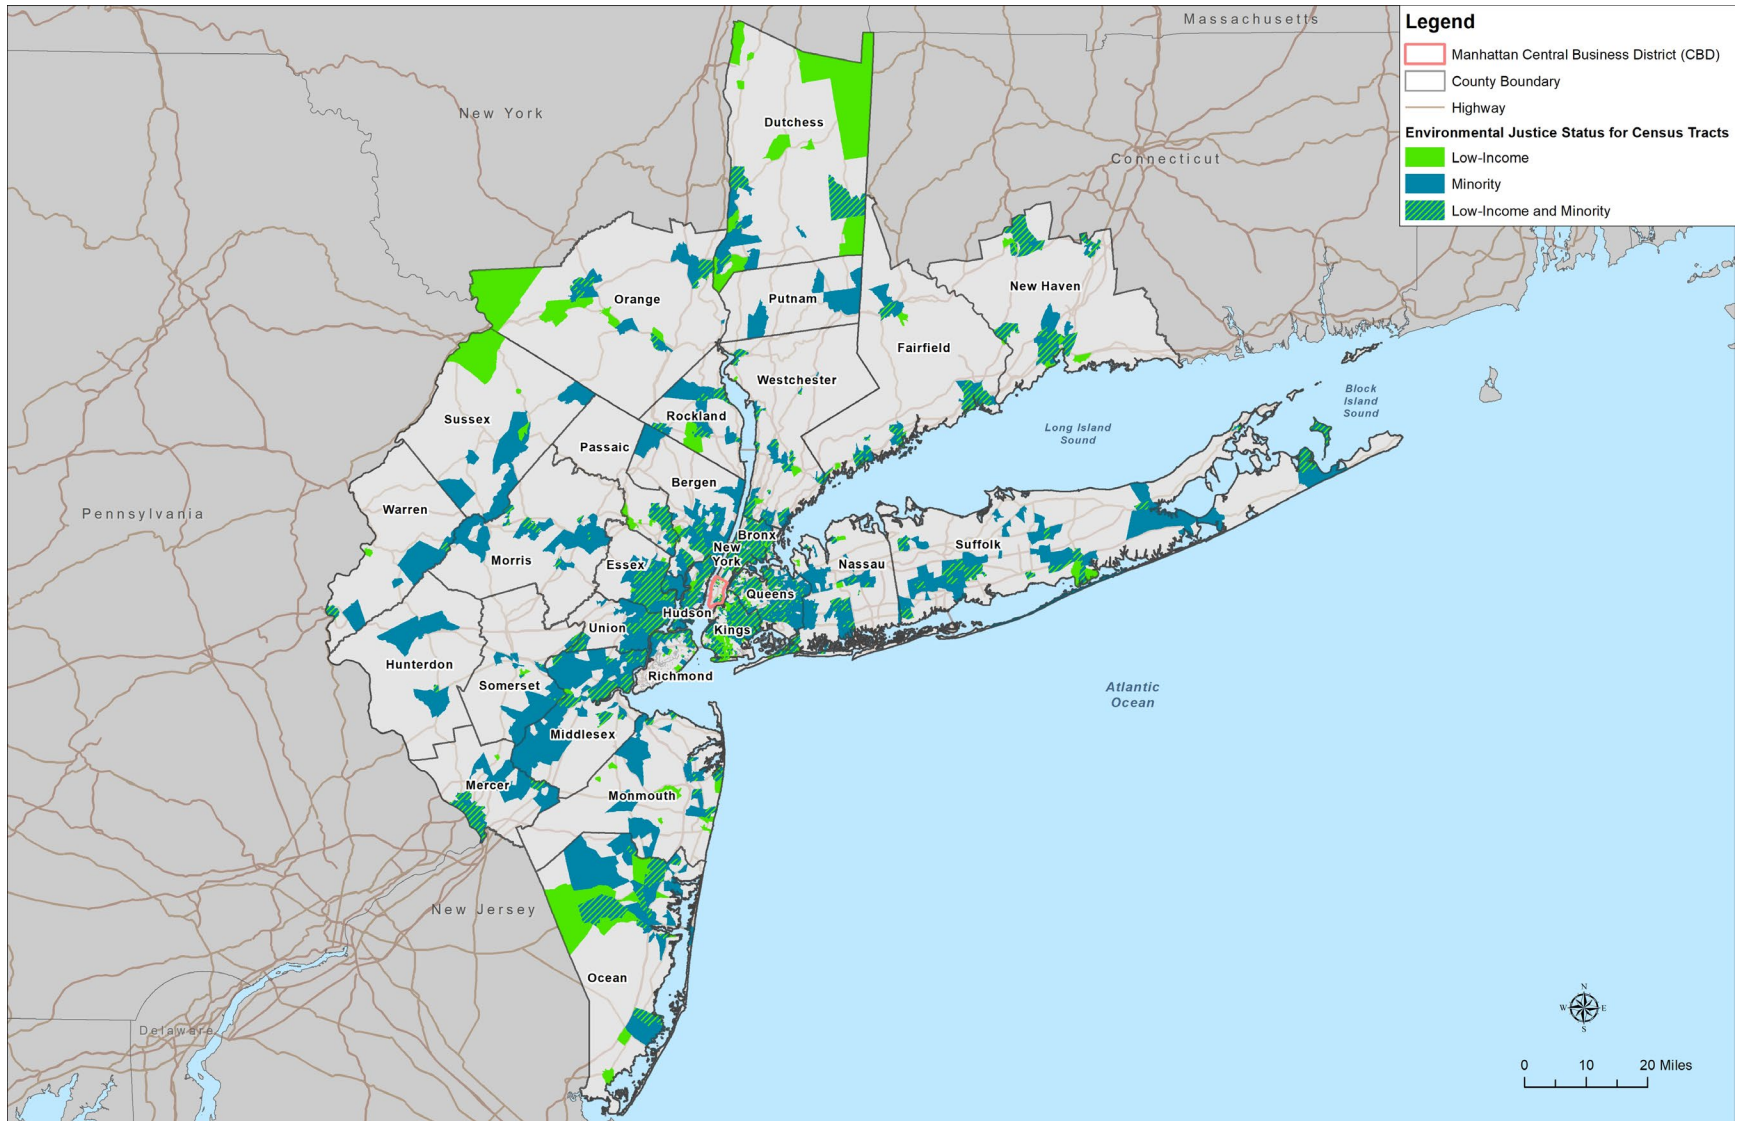 Massachusetts
New York
Connecticut
Pennsylvania
New Jersey
Delaware
Legend
Manhattan Central Business District (CBD)
County Boundary
Highway
Environmental Justice Status for Census Tracts
Low-Income
Minority
Low-Income and Minority
Dutchess
Orange
Putnam
New Haven
Fairfield
Westchester
Sussex
Rockland
Passaic
Bergen
Warren
Morris
Essex
Bronx
New
York
Queens
Nassau
Suffolk
Hudson
Kings
Union
Hunterdon
Somerset
Richmond
Middlesex
Mercer
Monmouth
Ocean
Long Island
Sound
Block
Island
Sound
Atlantic
Ocean
N
W
E
S
0
10
20 Miles